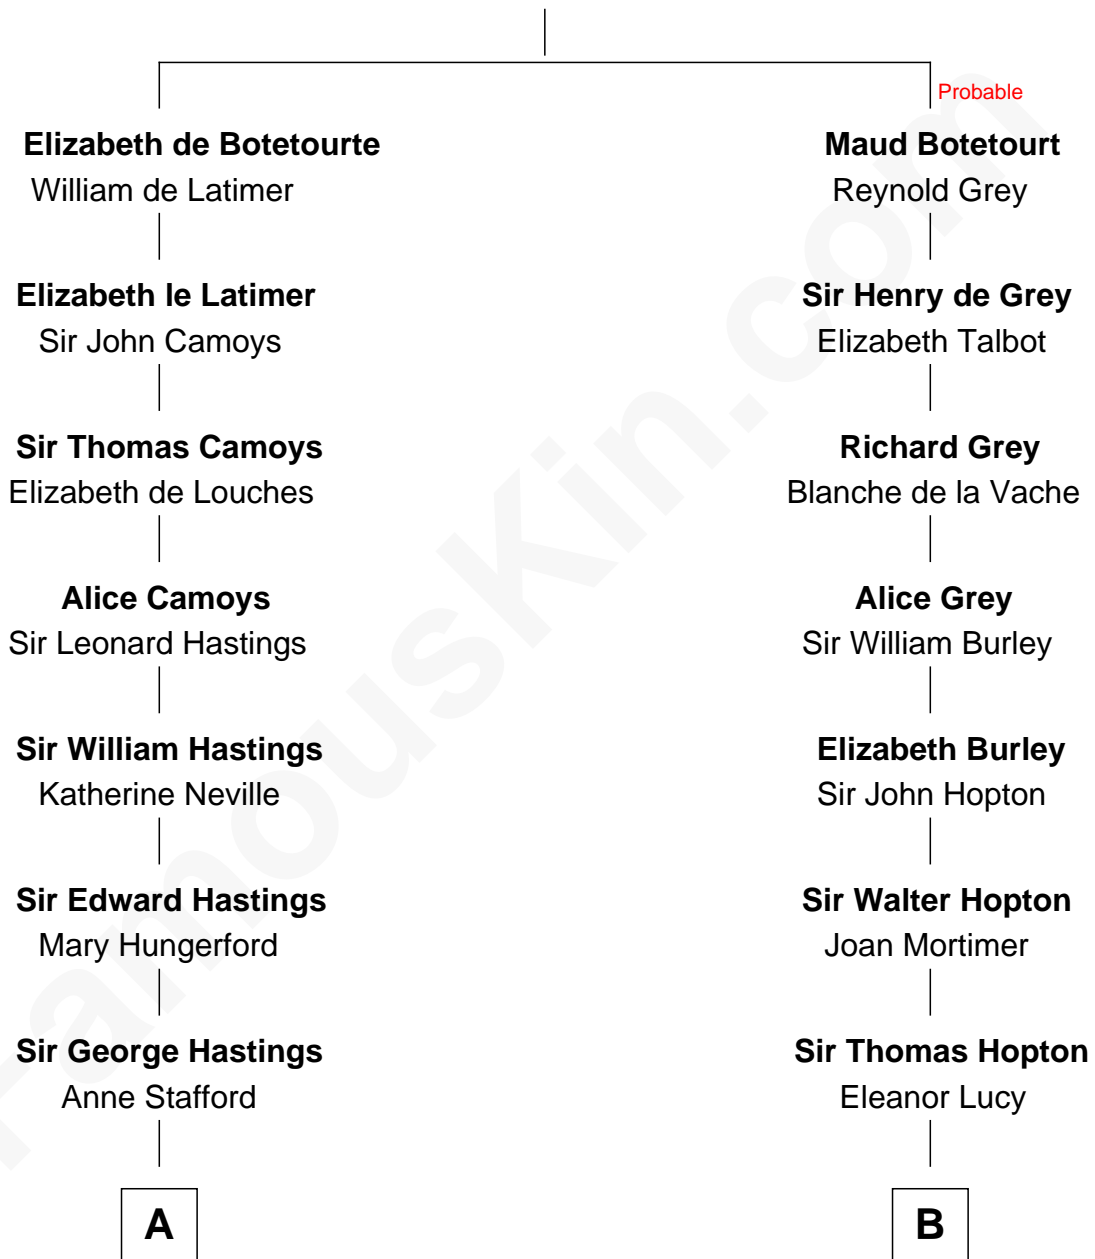 Probable
Elizabeth de Botetourte
William de Latimer
Maud Botetourt
Reynold Grey
Elizabeth le Latimer
Sir John Camoys
Sir Henry de Grey
Elizabeth Talbot
Sir Thomas Camoys
Elizabeth de Louches
Richard Grey
Blanche de la Vache
Alice Camoys
Sir Leonard Hastings
Alice Grey
Sir William Burley
Sir William Hastings
Katherine Neville
Elizabeth Burley
Sir John Hopton
Sir Edward Hastings
Mary Hungerford
Sir Walter Hopton
Joan Mortimer
Sir George Hastings
Anne Stafford
Sir Thomas Hopton
Eleanor Lucy
A
B
FamousKin.com